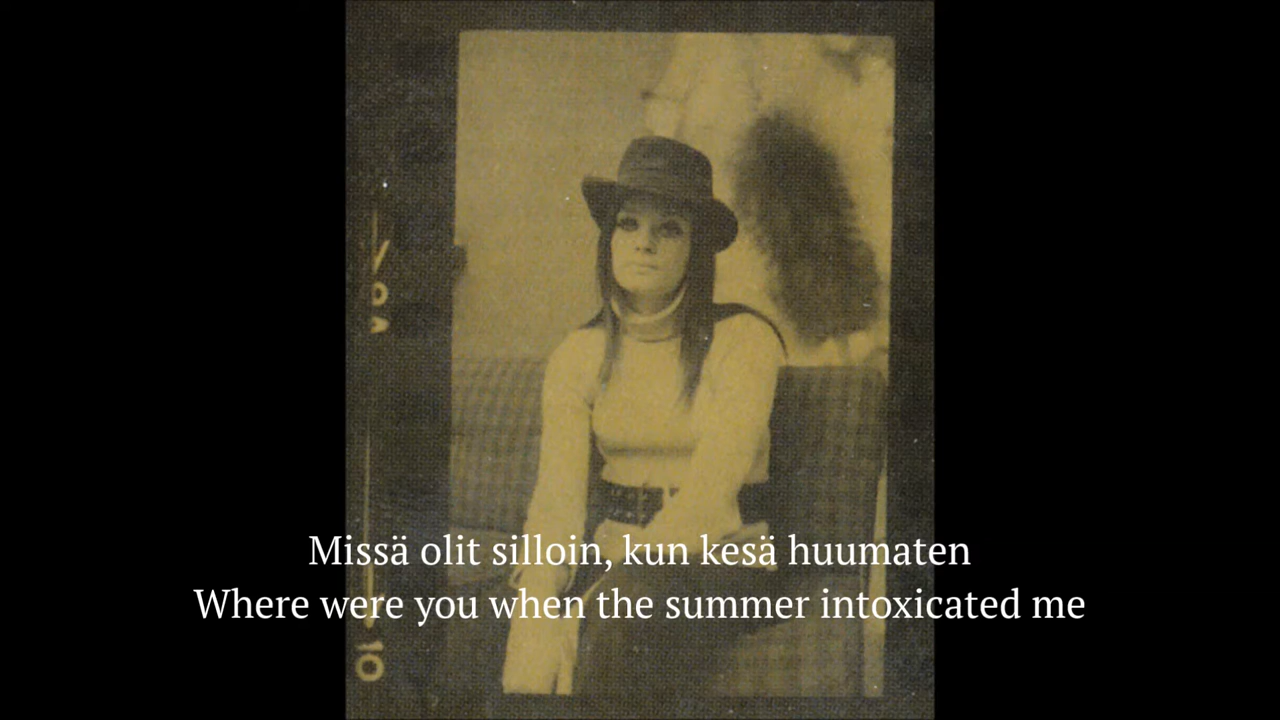 Missä olit silloin, kun kesä huumaten
Where were you when the summer intoxicated me